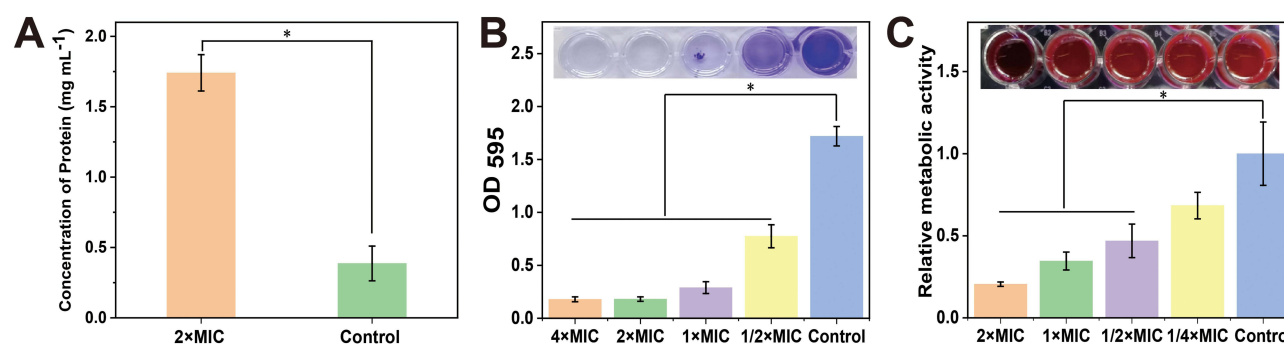 A
Concentration of Protein (mg mL-1)
2.0
1.5
1.0
0.5
0.0
*
2×MIC Control
B
OD 595
2.5
2.0
1.5
1.0
0.5
0.0
*
4×MIC 2×MIC 1×MIC 1/2×MIC Control
C
Relative metabolic activity
1.5
1.0
0.5
0.0
*
2×MIC 1×MIC 1/2×MIC 1/4×MIC Control